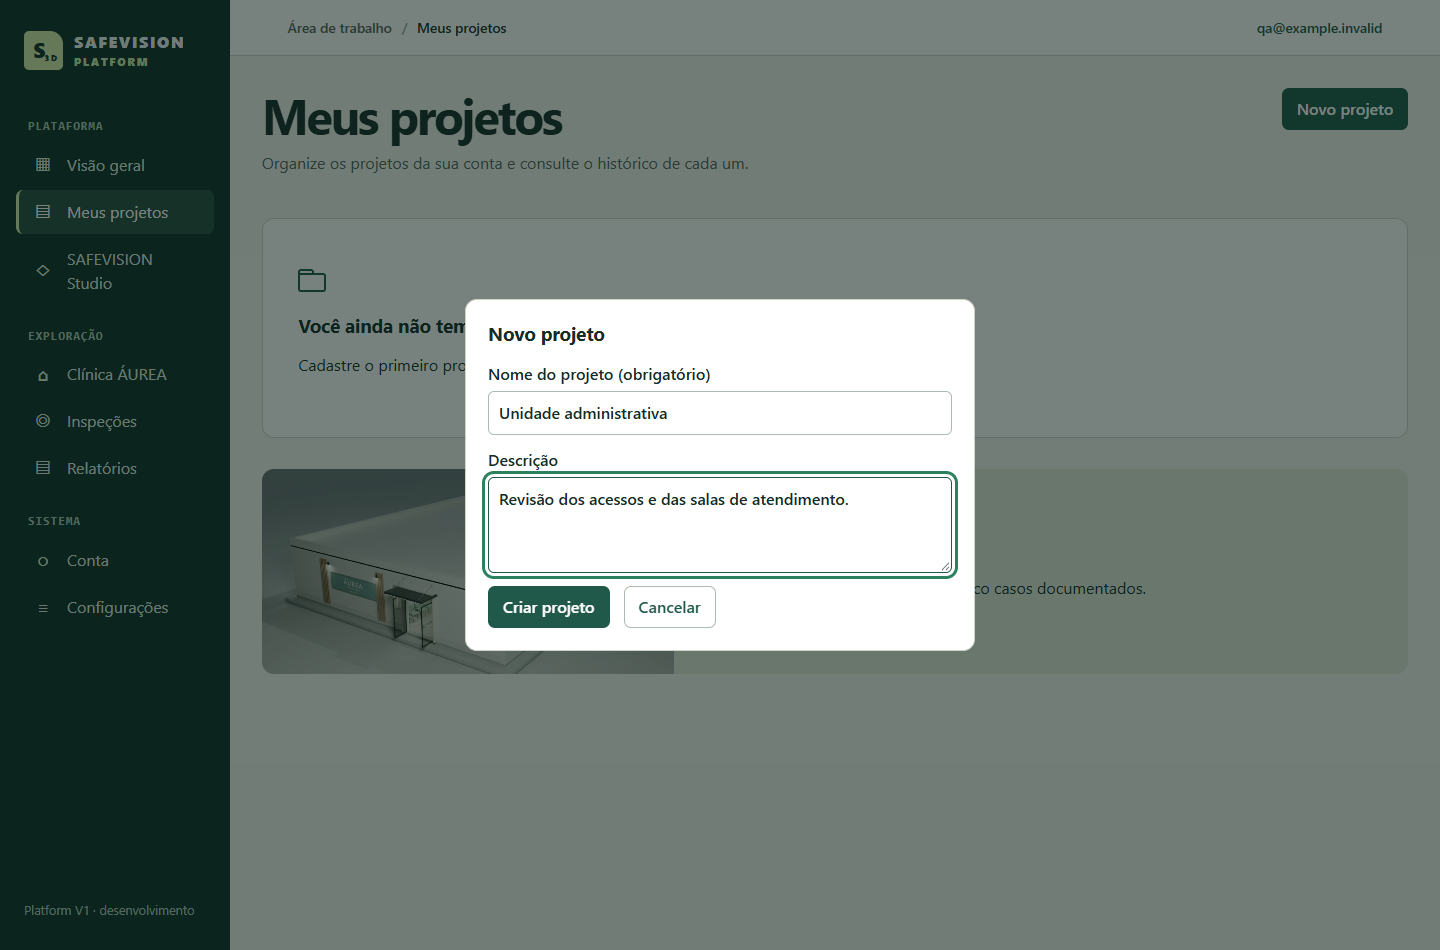 S3D
SAFEVISION
PLATFORM
PLATAFORMA
Visão geral
Meus projetos
SAFEVISION
Studio
EXPLORAÇÃO
Clínica ÁUREA
Inspeções
Relatórios
SISTEMA
Conta
Configurações
Platform V1 · desenvolvimento
Área de trabalho / Meus projetos
qa@example.invalid
Meus projetos
Novo projeto
Organize os projetos da sua conta e consulte o histórico de cada um.
Você ainda não tem
Cadastre o primeiro
ÁUREA
casos documentados.
Novo projeto
Nome do projeto (obrigatório)
Unidade administrativa
Descrição
Revisão dos acessos e das salas de atendimento.
Criar projeto
Cancelar